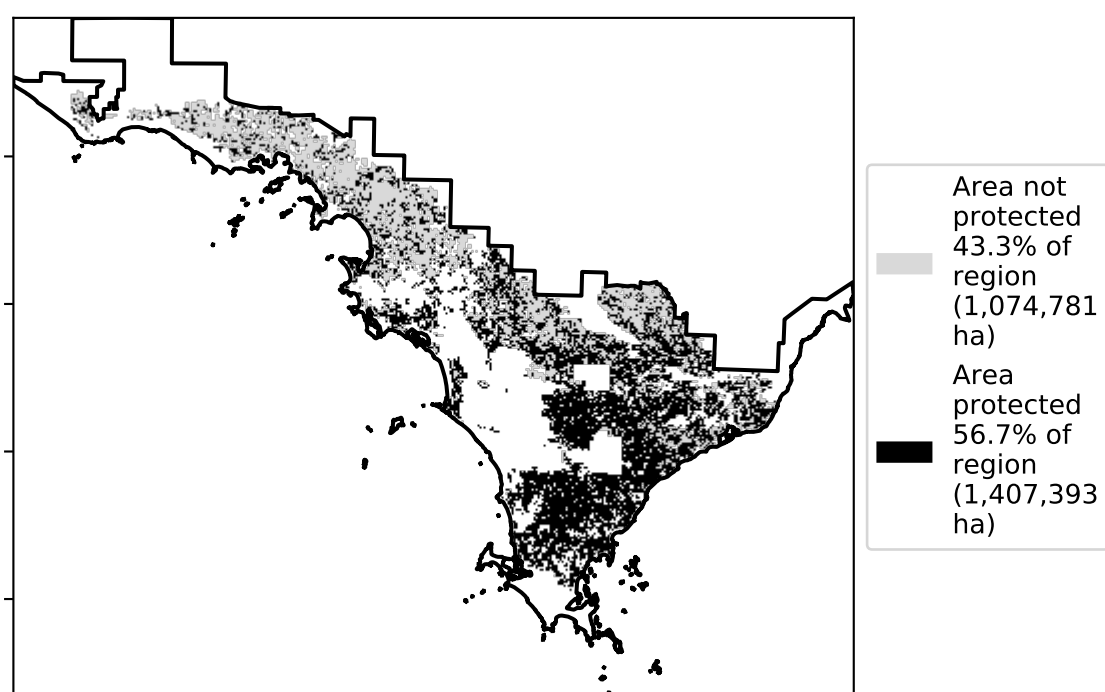 Area not
protected
43.3% of
region
(1,074,781
ha)
Area
protected
56.7% of
region
(1,407,393
ha)